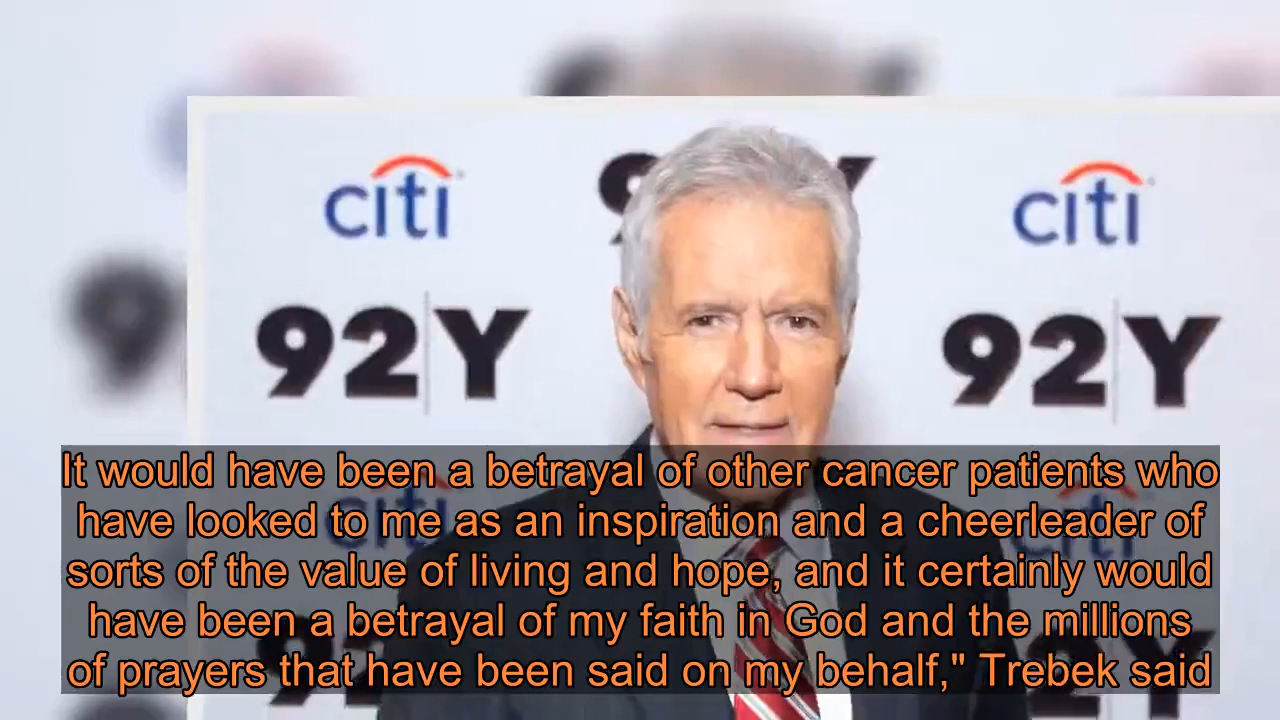 citi
citi
92Y
92Y
It would have been a betrayal of other cancer patients who
have looked to me as an inspiration and a cheerleader of
sorts of the value of living and hope, and it certainly would
have been a betrayal of my faith in God and the millions
of prayers that have been said on my behalf," Trebek said